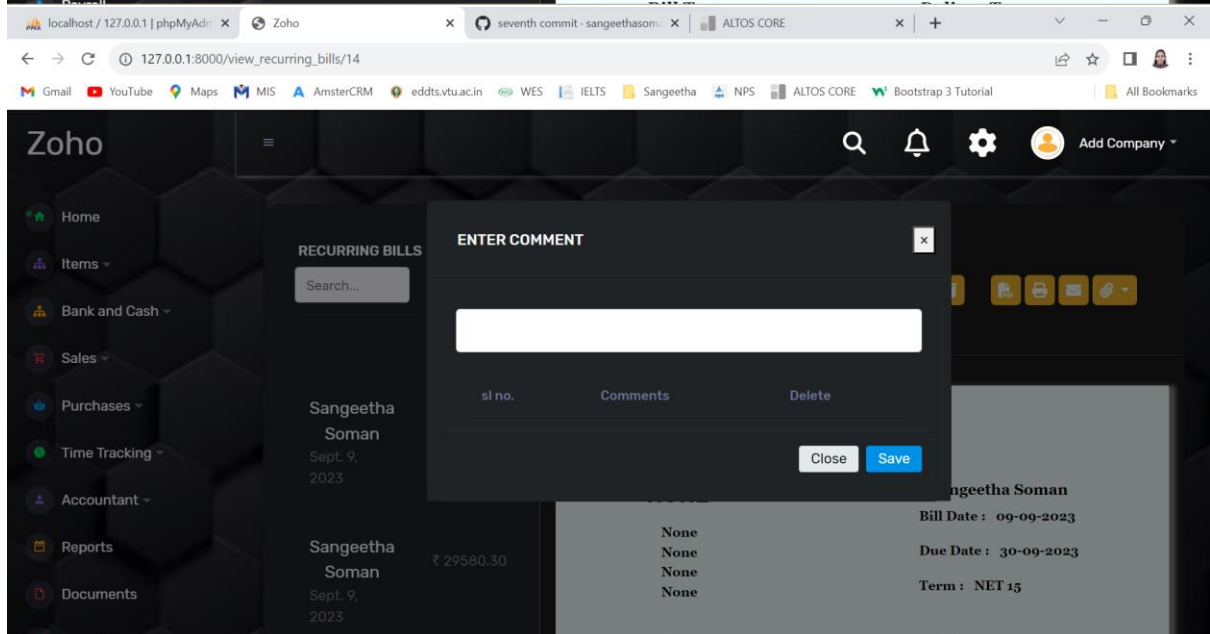 localhost / 127.0.0.1 | phpMyAdm
Zoho
seventh commit · sangeethasoma
ALTOS CORE
127.0.0.1:8000/view_recurring_bills/14
Gmail YouTube Maps MIS AmsterCRM eddts.vtu.ac.in WES IELTS Sangeetha NPS ALTOS CORE Bootstrap 3 Tutorial All Bookmarks
Zoho
Add Company
Home
Items
Bank and Cash
Sales
Purchases
Time Tracking
Accountant
Reports
Documents
RECURRING BILLS
Search...
Sangeetha
Soman
Sept. 9,
2023
Sangeetha
Soman
₹ 29580.30
Sept. 9,
2023
ENTER COMMENT
×
sl no. Comments Delete
Close Save
None
None
None
None
ngeetha Soman
Bill Date : 09-09-2023
Due Date : 30-09-2023
Term : NET 15